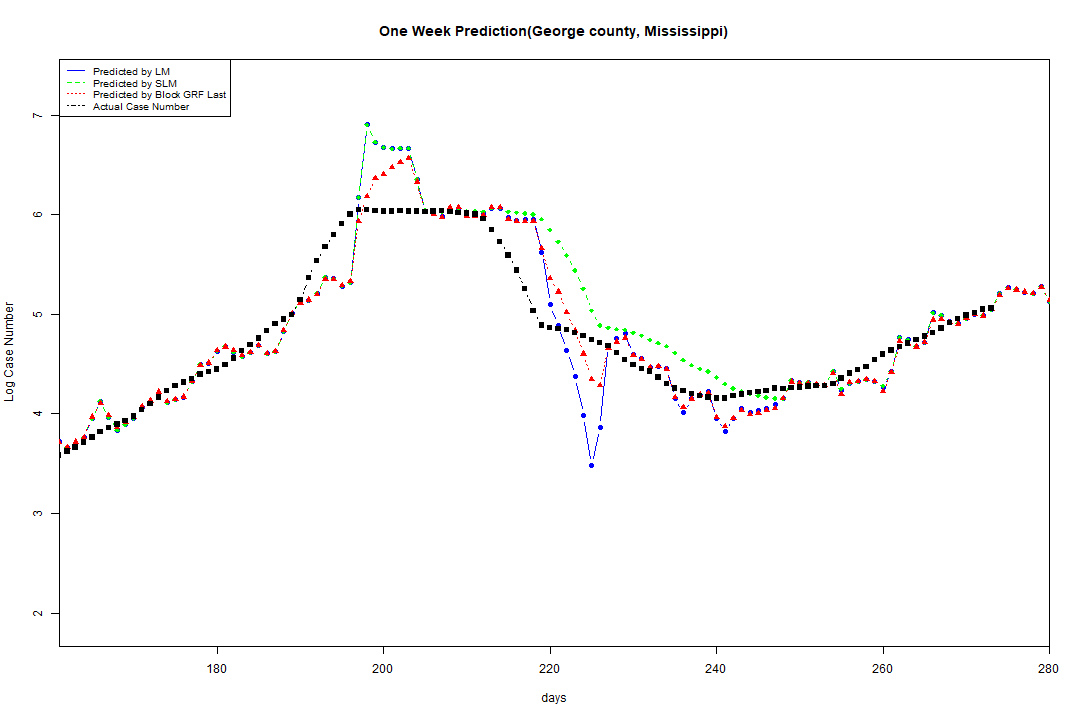 One Week Prediction(George county, Mississippi)
Predicted by LM
Predicted by SLM
Predicted by Block GRF Last
Actual Case Number
7
6
5
4
3
2
Log Case Number
180 200 220 240 260 280
days